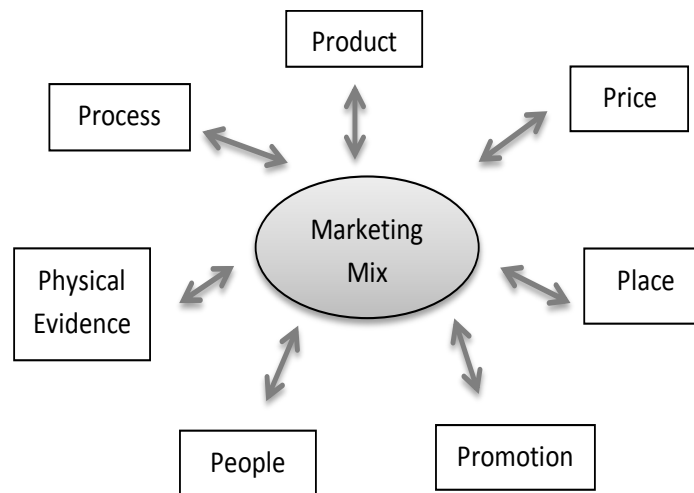 Product
Price
Process
Marketing
Mix
Physical
Evidence
Place
People
Promotion